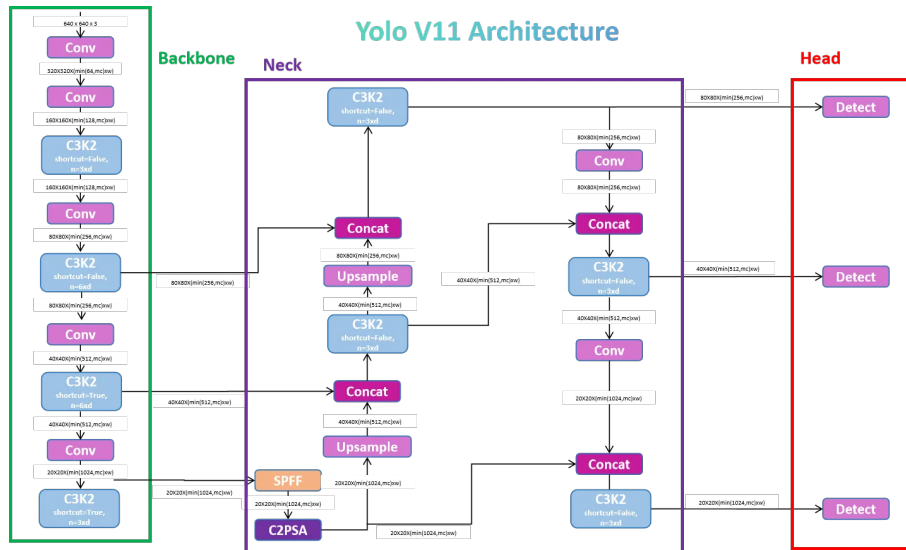 Yolo V11 Architecture
Backbone
640 x 640 x 3
Conv
320X320X(min(64,mc)xw)
Conv
160X160X(min(128,mc)xw)
C3K2
shortcut=False,
n=3xd
160X160X(min(128,mc)xw)
Conv
80X80X(min(256,mc)xw)
C3K2
shortcut=False,
n=6xd
80X80X(min(256,mc)xw)
Conv
40X40X(min(512,mc)xw)
C3K2
shortcut=True,
n=6xd
40X40X(min(512,mc)xw)
Conv
20X20X(min(1024,mc)xw)
C3K2
shortcut=True,
n=3xd
Neck
80X80X(min(256,mc)xw)
40X40X(min(512,mc)xw)
20X20X(min(1024,mc)xw)
SPFF
20X20X(min(1024,mc)xw)
C2PSA
C3K2
shortcut=False,
n=3xd
Concat
80X80X(min(256,mc)xw)
Upsample
40X40X(min(512,mc)xw)
C3K2
shortcut=False,
n=3xd
Concat
40X40X(min(512,mc)xw)
Upsample
20X20X(min(1024,mc)xw)
40X40X(min(512,mc)xw)
20X20X(min(1024,mc)xw)
80X80X(min(256,mc)xw)
Conv
80X80X(min(256,mc)xw)
Concat
C3K2
shortcut=False,
n=3xd
40X40X(min(512,mc)xw)
Conv
20X20X(min(1024,mc)xw)
Concat
C3K2
shortcut=False,
n=3xd
Head
80X80X(min(256,mc)xw)
Detect
40X40X(min(512,mc)xw)
Detect
20X20X(min(1024,mc)xw)
Detect